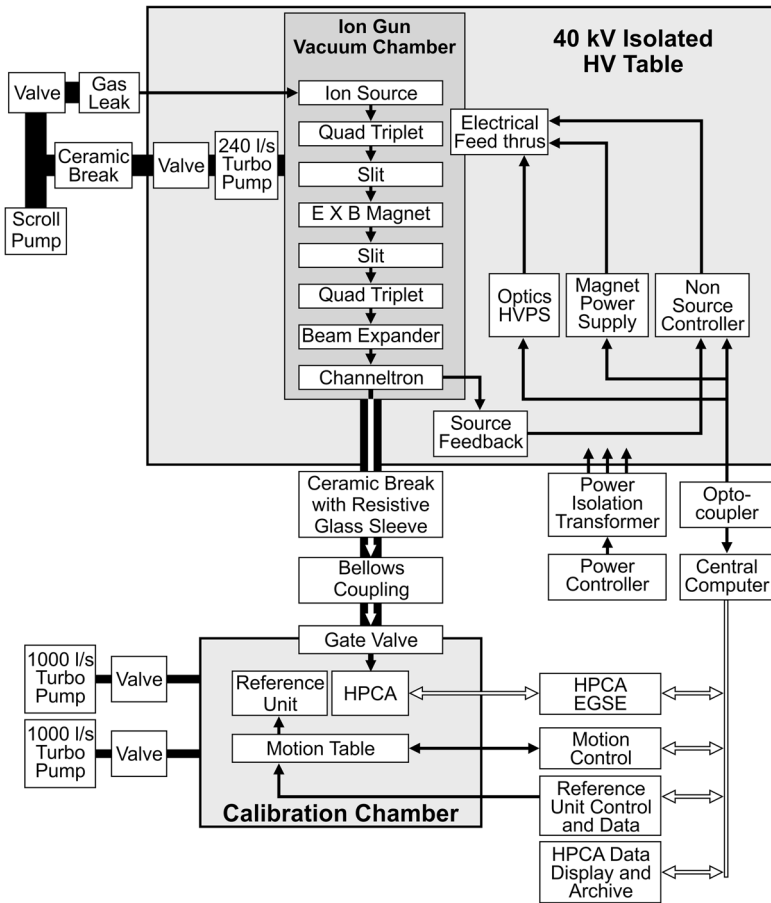 Ion Gun
Vacuum Chamber
40 kV Isolated
HV Table
Valve
Gas
Leak
Ion Source
Quad Triplet
Electrical
Feed thrus
Ceramic
Break
Valve
240 l/s
Turbo
Pump
Slit
Scroll
Pump
E X B Magnet
Slit
Quad Triplet
Optics
HVPS
Magnet
Power
Supply
Non
Source
Controller
Beam Expander
Channeltron
Source
Feedback
Ceramic Break
with Resistive
Glass Sleeve
Power
Isolation
Transformer
Opto-
coupler
Bellows
Coupling
Power
Controller
Central
Computer
Gate Valve
1000 l/s
Turbo
Pump
Valve
Reference
Unit
HPCA
HPCA
EGSE
1000 l/s
Turbo
Pump
Valve
Motion Table
Motion
Control
Calibration Chamber
Reference
Unit Control
and Data
HPCA Data
Display and
Archive